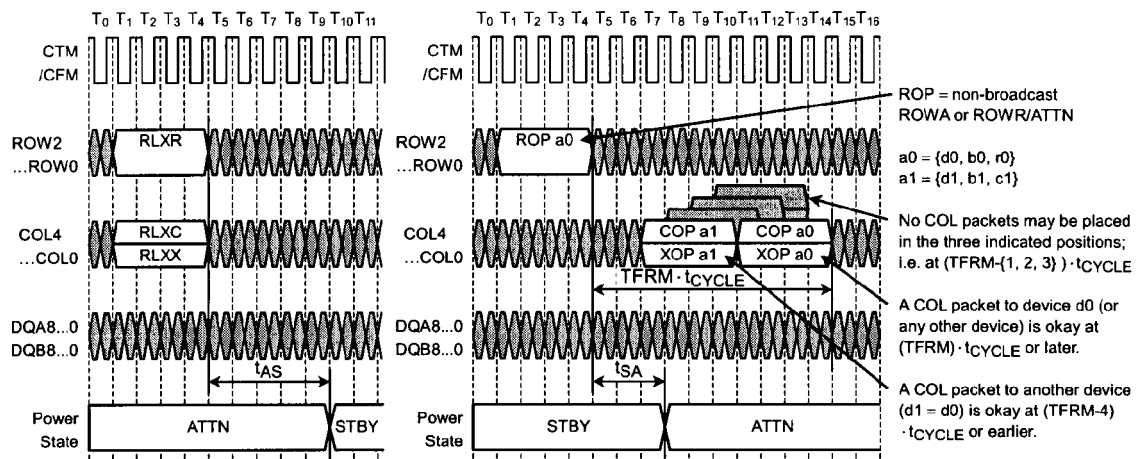 T0 T1 T2 T3 T4 T5 T6 T7 T8 T9 T10 T11
T0 T1 T2 T3 T4 T5 T6 T7 T8 T9 T10 T11 T12 T13 T14 T15 T16
CTM
/CFM
CTM
/CFM
ROW2
...ROW0
RLXR
ROW2
...ROW0
ROP a0
ROP = non-broadcast
ROWA or ROWR/ATTN
a0 = {d0, b0, r0}
a1 = {d1, b1, c1}
COL4
...COL0
RLXC
RLXX
COL4
...COL0
COP a1
COP a0
XOP a1
XOP a0
TFRM · tCYCLE
No COL packets may be placed
in the three indicated positions;
i.e. at (TFRM-{1, 2, 3} ) · tCYCLE
DQA8...0
DQB8...0
DQA8...0
DQB8...0
A COL packet to device d0 (or
any other device) is okay at
(TFRM) · tCYCLE or later.
tAS
tSA
A COL packet to another device
(d1 = d0) is okay at (TFRM-4)
· tCYCLE or earlier.
Power
State
ATTN
STBY
Power
State
STBY
ATTN